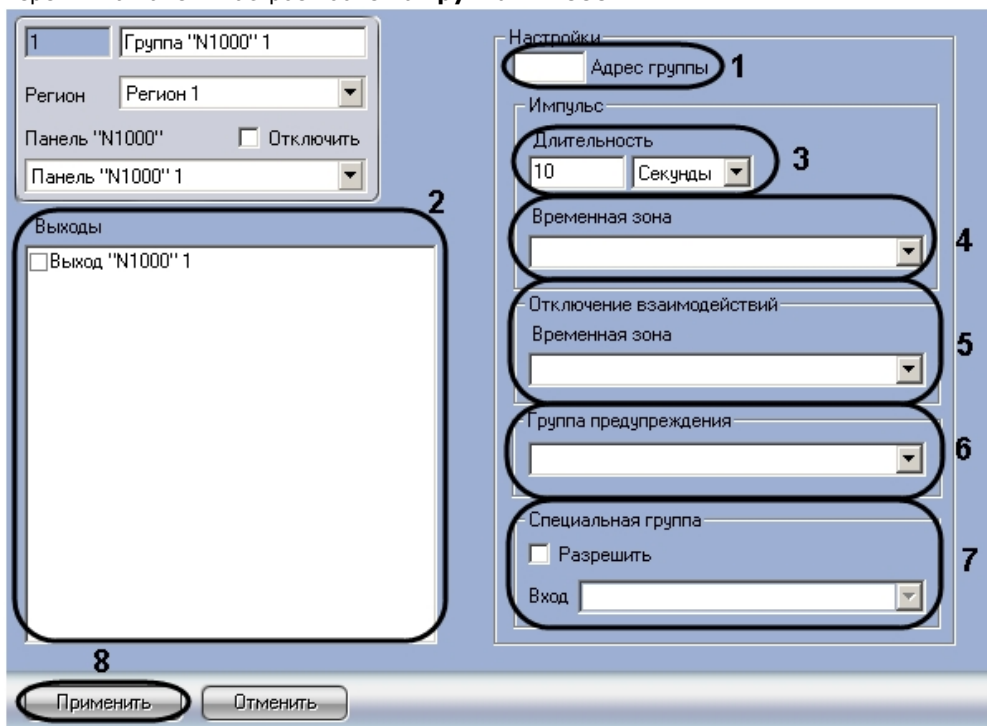 1
Группа "N1000" 1
Регион
Регион 1
Панель "N1000"
Отключить
Панель "N1000" 1
2
Выходы
Выход "N1000" 1
Настройки
Адрес группы
1
Импульс
Длительность
10
Секунды
3
Временная зона
4
Отключение взаимодействий
Временная зона
5
Группа предупреждения
6
Специальная группа
Разрешить
Вход
7
8
Применить
Отменить